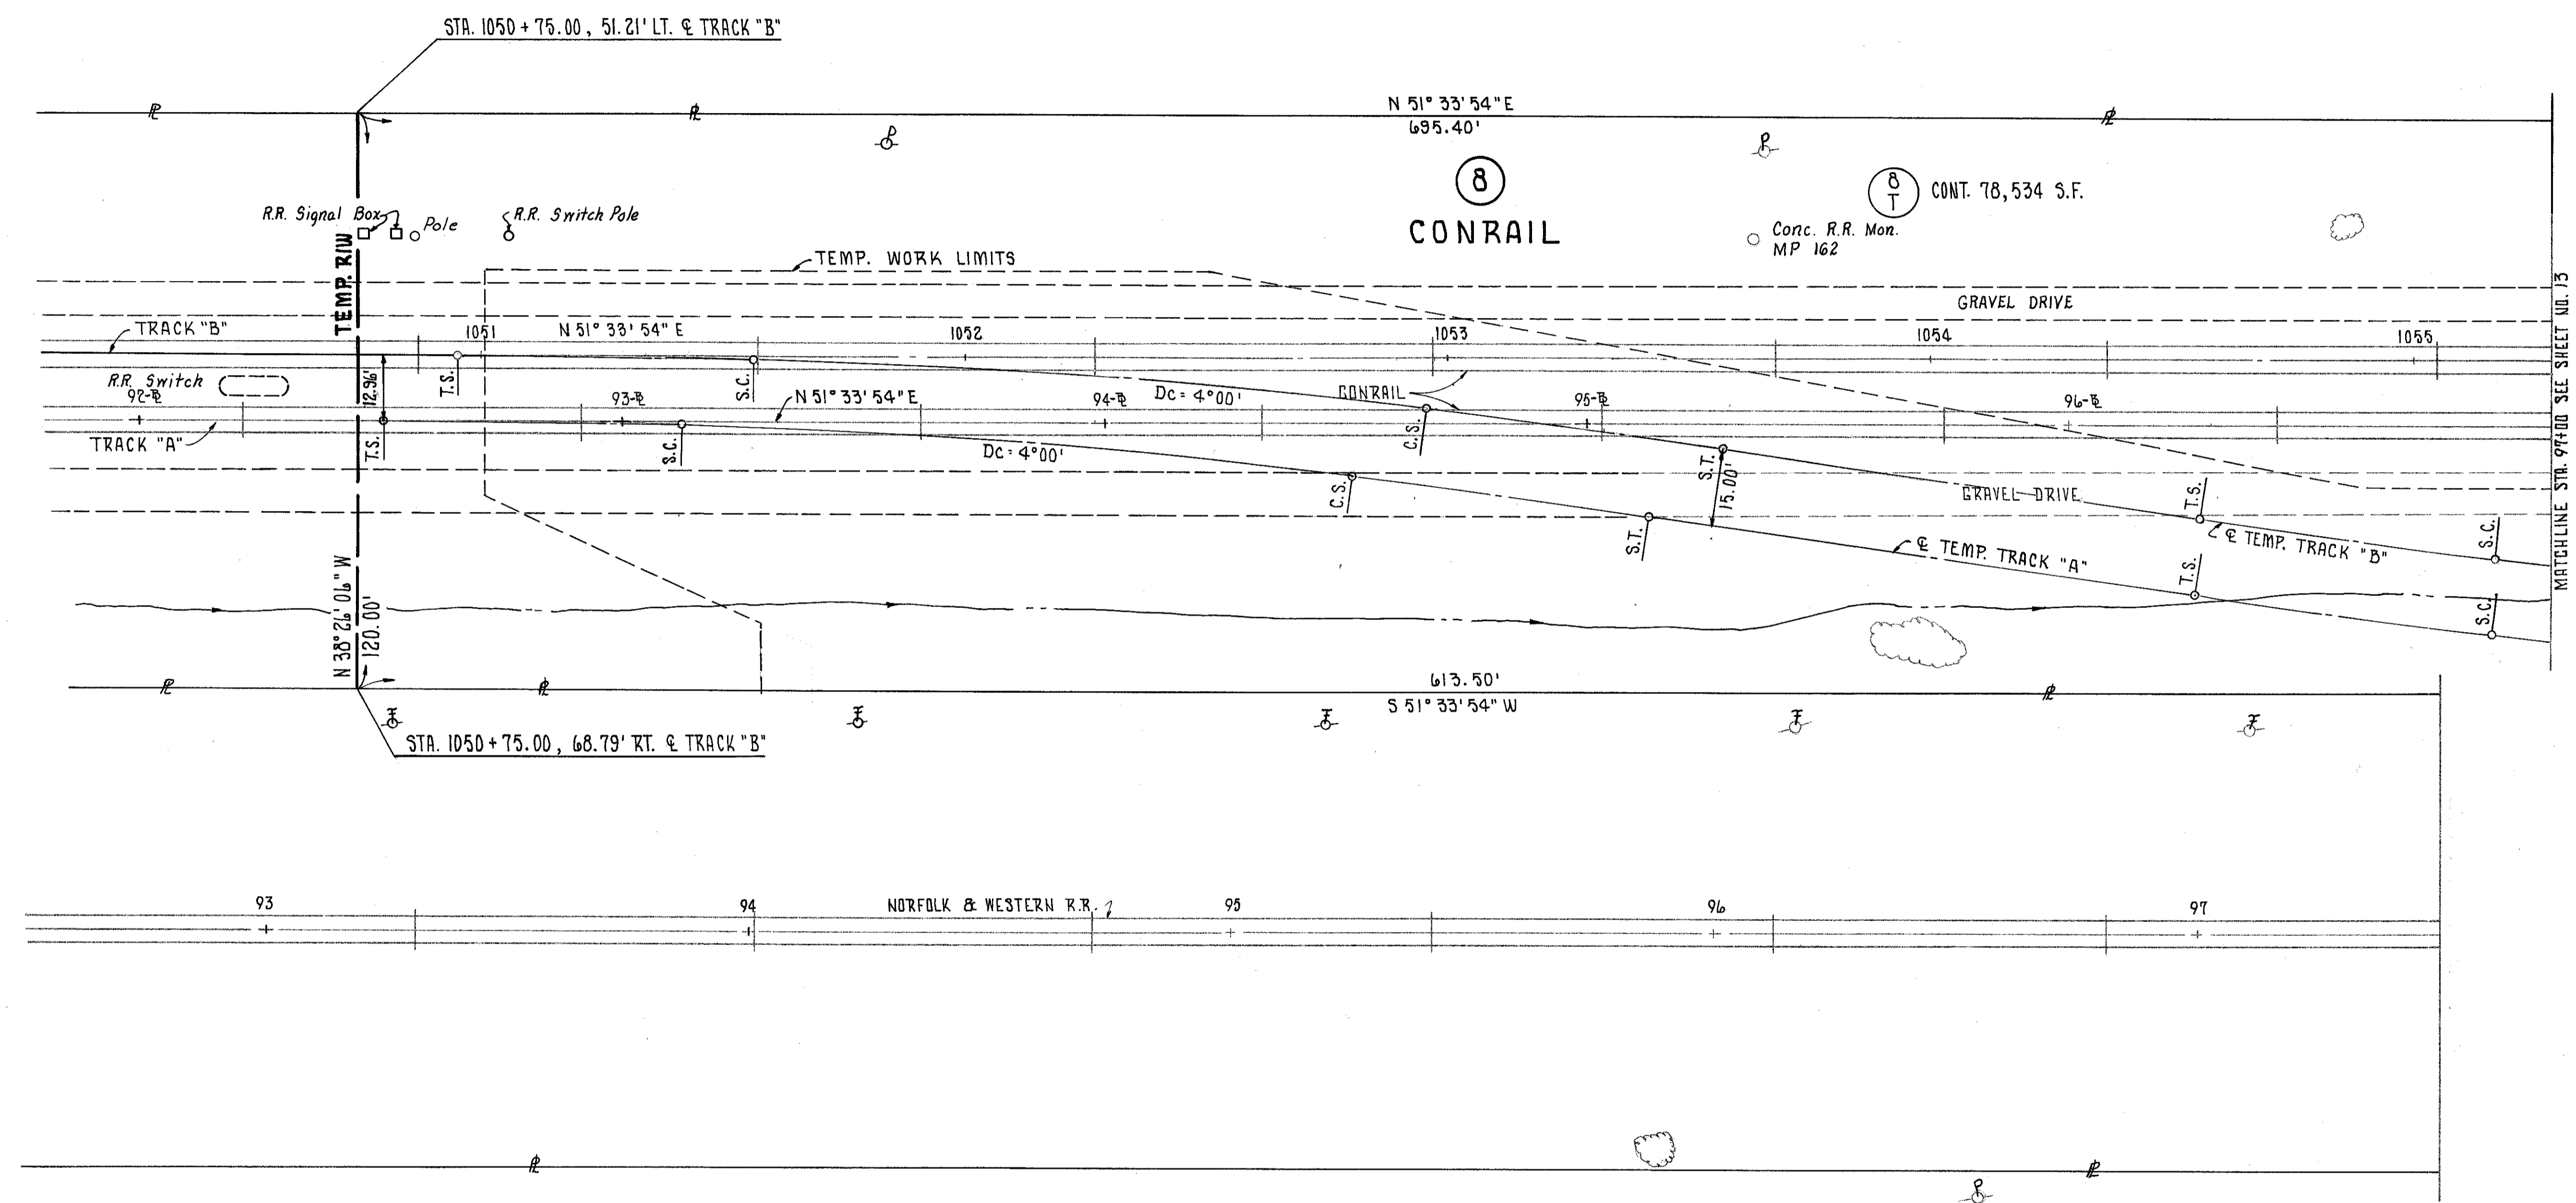 STA. 1050 + 75.00, 51.21' LT. ℄ TRACK "B"
N 51° 33' 54" E
695.40'
8
CONRAIL
8
T
CONT. 78,534 S.F.
R.R. Signal Box
Pole
R.R. Switch Pole
Conc. R.R. Mon.
MP 162
TEMP. R/W
TEMP. WORK LIMITS
GRAVEL DRIVE
TRACK "B"
1051
N 51° 33' 54" E
1052
1053
1054
1055
R.R. Switch
12.96'
T.S.
S.C.
Dc = 4°00'
CONRAIL
92-℄
93-℄
N 51° 33' 54" E
94-℄
95-℄
96-℄
TRACK "A"
T.S.
S.C.
Dc = 4°00'
C.S.
C.S.
S.T.
15.00'
S.T.
GRAVEL DRIVE
T.S.
℄ TEMP. TRACK "B"
S.C.
℄ TEMP. TRACK "A"
T.S.
S.C.
MATCHLINE STA. 97+00 SEE SHEET NO. 13
N 38° 26' 06" W
120.00'
613.50'
S 51° 33' 54" W
STA. 1050 + 75.00, 68.79' RT. ℄ TRACK "B"
93
94
NORFOLK & WESTERN R.R.
95
96
97